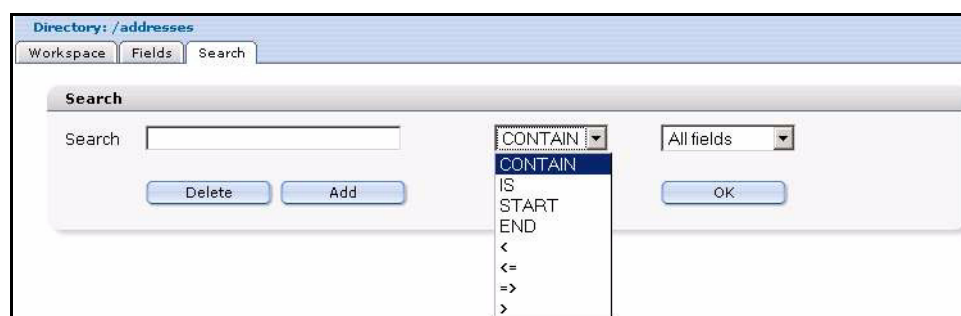 Directory: /addresses
Workspace Fields Search
Search
Search CONTAIN All fields
CONTAIN
IS
Delete Add OK
START
END
<
<=
=>
>